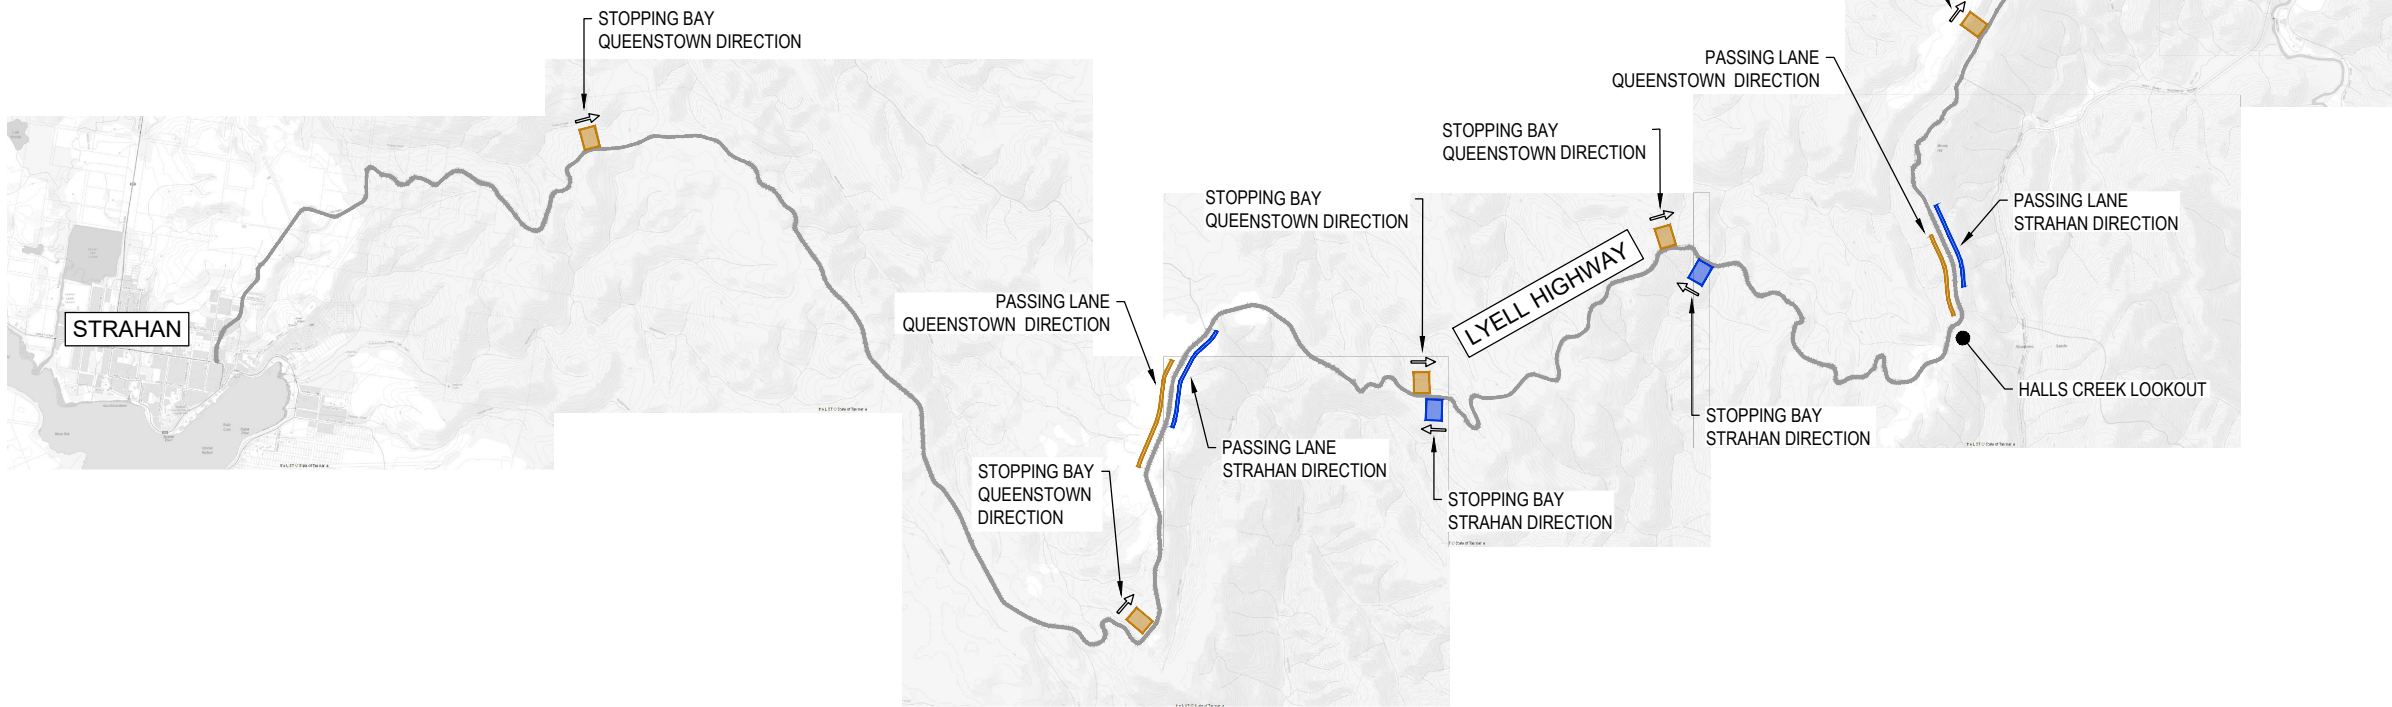 STOPPING BAY
QUEENSTOWN DIRECTION
PASSING LANE
QUEENSTOWN DIRECTION
STOPPING BAY
QUEENSTOWN DIRECTION
STOPPING BAY
QUEENSTOWN DIRECTION
PASSING LANE
STRAHAN DIRECTION
LYELL HIGHWAY
PASSING LANE
QUEENSTOWN DIRECTION
STRAHAN
HALLS CREEK LOOKOUT
STOPPING BAY
STRAHAN DIRECTION
PASSING LANE
STRAHAN DIRECTION
STOPPING BAY
QUEENSTOWN
DIRECTION
STOPPING BAY
STRAHAN DIRECTION